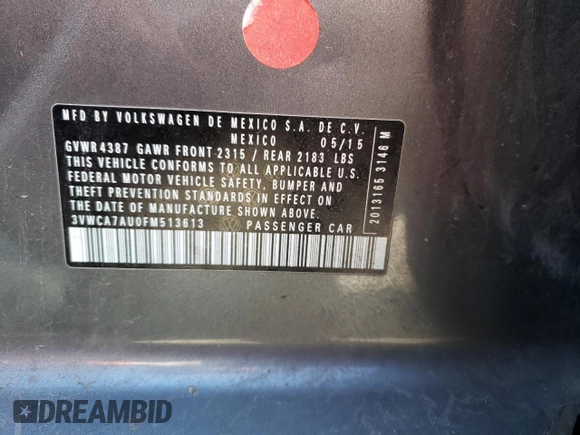 MFD BY VOLKSWAGEN DE MEXICO S.A. DE C.V.
MEXICO 05/15
GVWR4387 GAWR FRONT 2315 / REAR 2183 LBS
THIS VEHICLE CONFORMS TO ALL APPLICABLE U.S.
FEDERAL MOTOR VEHICLE SAFETY, BUMPER AND
THEFT PREVENTION STANDARDS IN EFFECT ON
THE DATE OF MANUFACTURE SHOWN ABOVE.
3VWCA7AU0FM513613 PASSENGER CAR
2013165 3146 M
DREAMBID